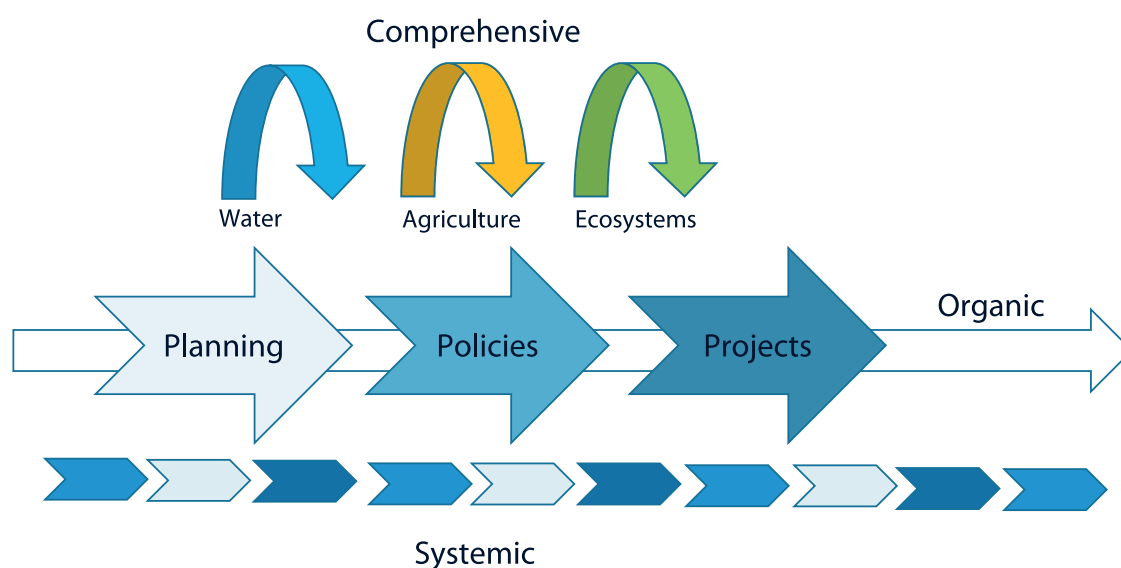 Comprehensive
Water
Agriculture
Ecosystems
Planning
Policies
Projects
Organic
Systemic